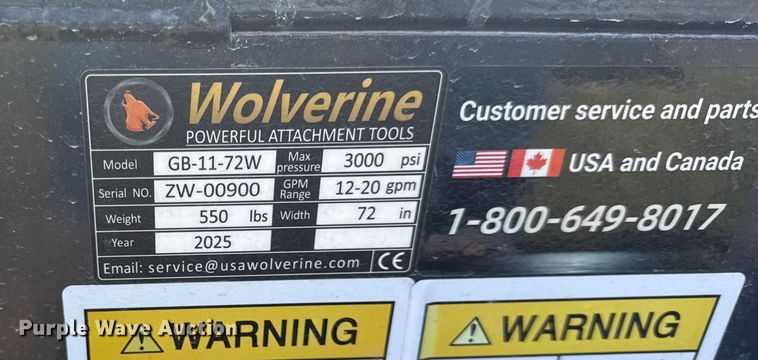 Wolverine
POWERFUL ATTACHMENT TOOLS
Model GB-11-72W Max pressure 3000 psi
Serial NO. ZW-00900 GPM Range 12-20 gpm
Weight 550 lbs Width 72 in
Year 2025
Email: service@usawolverine.com CE
Customer service and parts
USA and Canada
1-800-649-8017
WARNING
WARNING
Purple Wave Auction